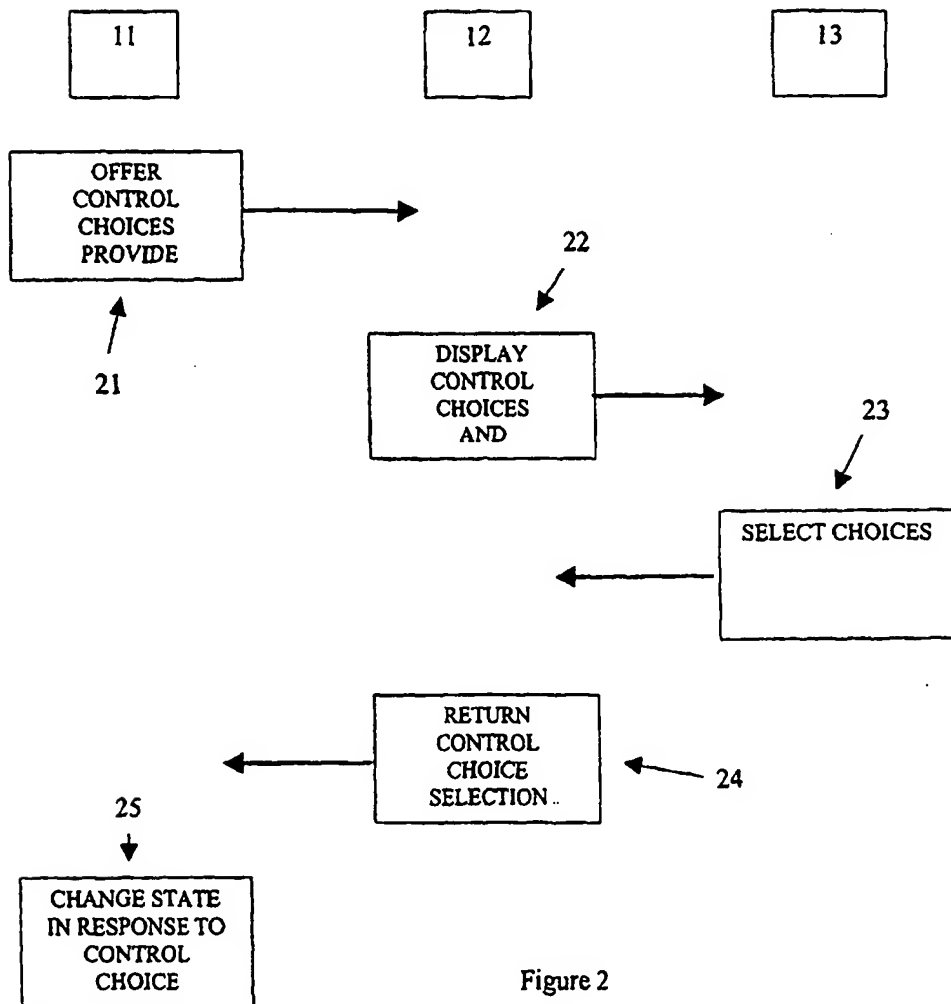 11 12 13
OFFER
CONTROL
CHOICES
PROVIDE
21
22
DISPLAY
CONTROL
CHOICES
AND
23
SELECT CHOICES
RETURN
CONTROL
CHOICE
SELECTION..
24
25
CHANGE STATE
IN RESPONSE TO
CONTROL
CHOICE
Figure 2